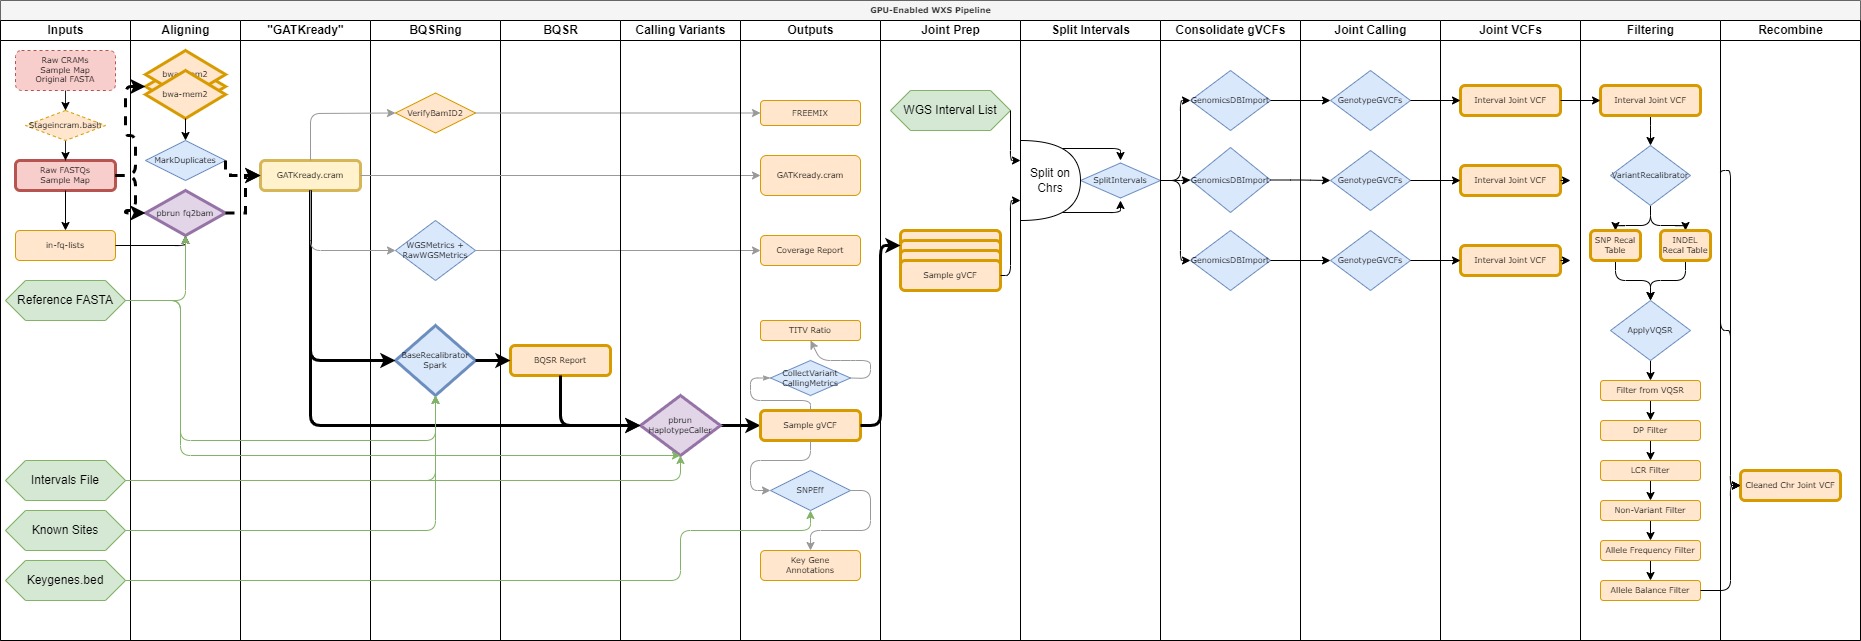 GPU-Enabled WXS Pipeline
Inputs
Aligning
"GATKready"
BQSRing
BQSR
Calling Variants
Outputs
Joint Prep
Split Intervals
Consolidate gVCFs
Joint Calling
Joint VCFs
Filtering
Recombine
Raw CRAMs
Sample Map
Original FASTA
Stageincram.bash
Raw FASTQs
Sample Map
in-fq-lists
Reference FASTA
Intervals File
Known Sites
Keygenes.bed
bwa-mem2
bwa-mem2
MarkDuplicates
pbrun fq2bam
GATKready.cram
VerifyBamID2
WGSMetrics +
RawWGSMetrics
BaseRecalibrator
Spark
BQSR Report
pbrun
HaplotypeCaller
FREEMIX
GATKready.cram
Coverage Report
TITV Ratio
CollectVariant
CallingMetrics
Sample gVCF
SNPEff
Key Gene
Annotations
WGS Interval List
Sample gVCF
Split on
Chrs
SplitIntervals
GenomicsDBImport
GenomicsDBImport
GenomicsDBImport
GenotypeGVCFs
GenotypeGVCFs
GenotypeGVCFs
Interval Joint VCF
Interval Joint VCF
Interval Joint VCF
Interval Joint VCF
VariantRecalibrator
SNP Recal
Table
INDEL
Recal Table
ApplyVQSR
Filter from VQSR
DP Filter
LCR Filter
Non-Variant Filter
Allele Frequency Filter
Allele Balance Filter
Cleaned Chr Joint VCF